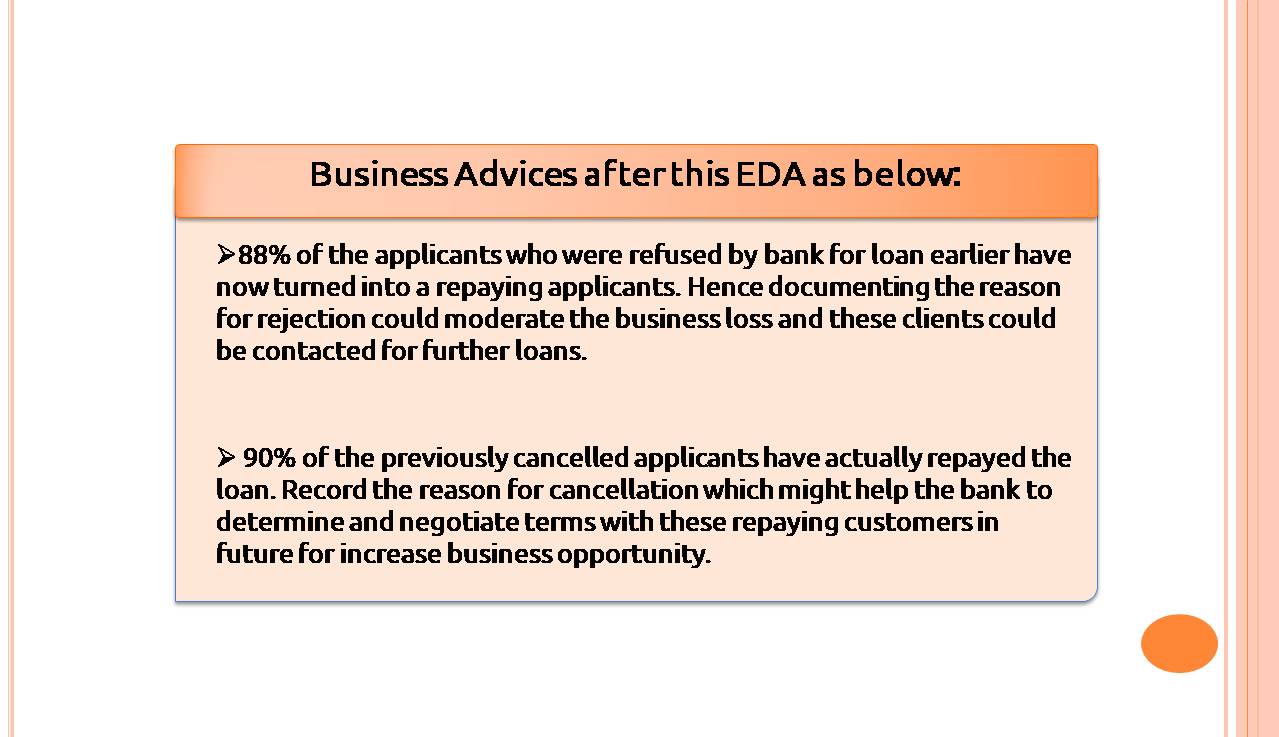 Business Advices after this EDA as below:
➢88% of the applicants who were refused by bank for loan earlier have
now turned into a repaying applicants. Hence documenting the reason
for rejection could moderate the business loss and these clients could
be contacted for further loans.
➢ 90% of the previously cancelled applicants have actually repayed the
loan. Record the reason for cancellation which might help the bank to
determine and negotiate terms with these repaying customers in
future for increase business opportunity.